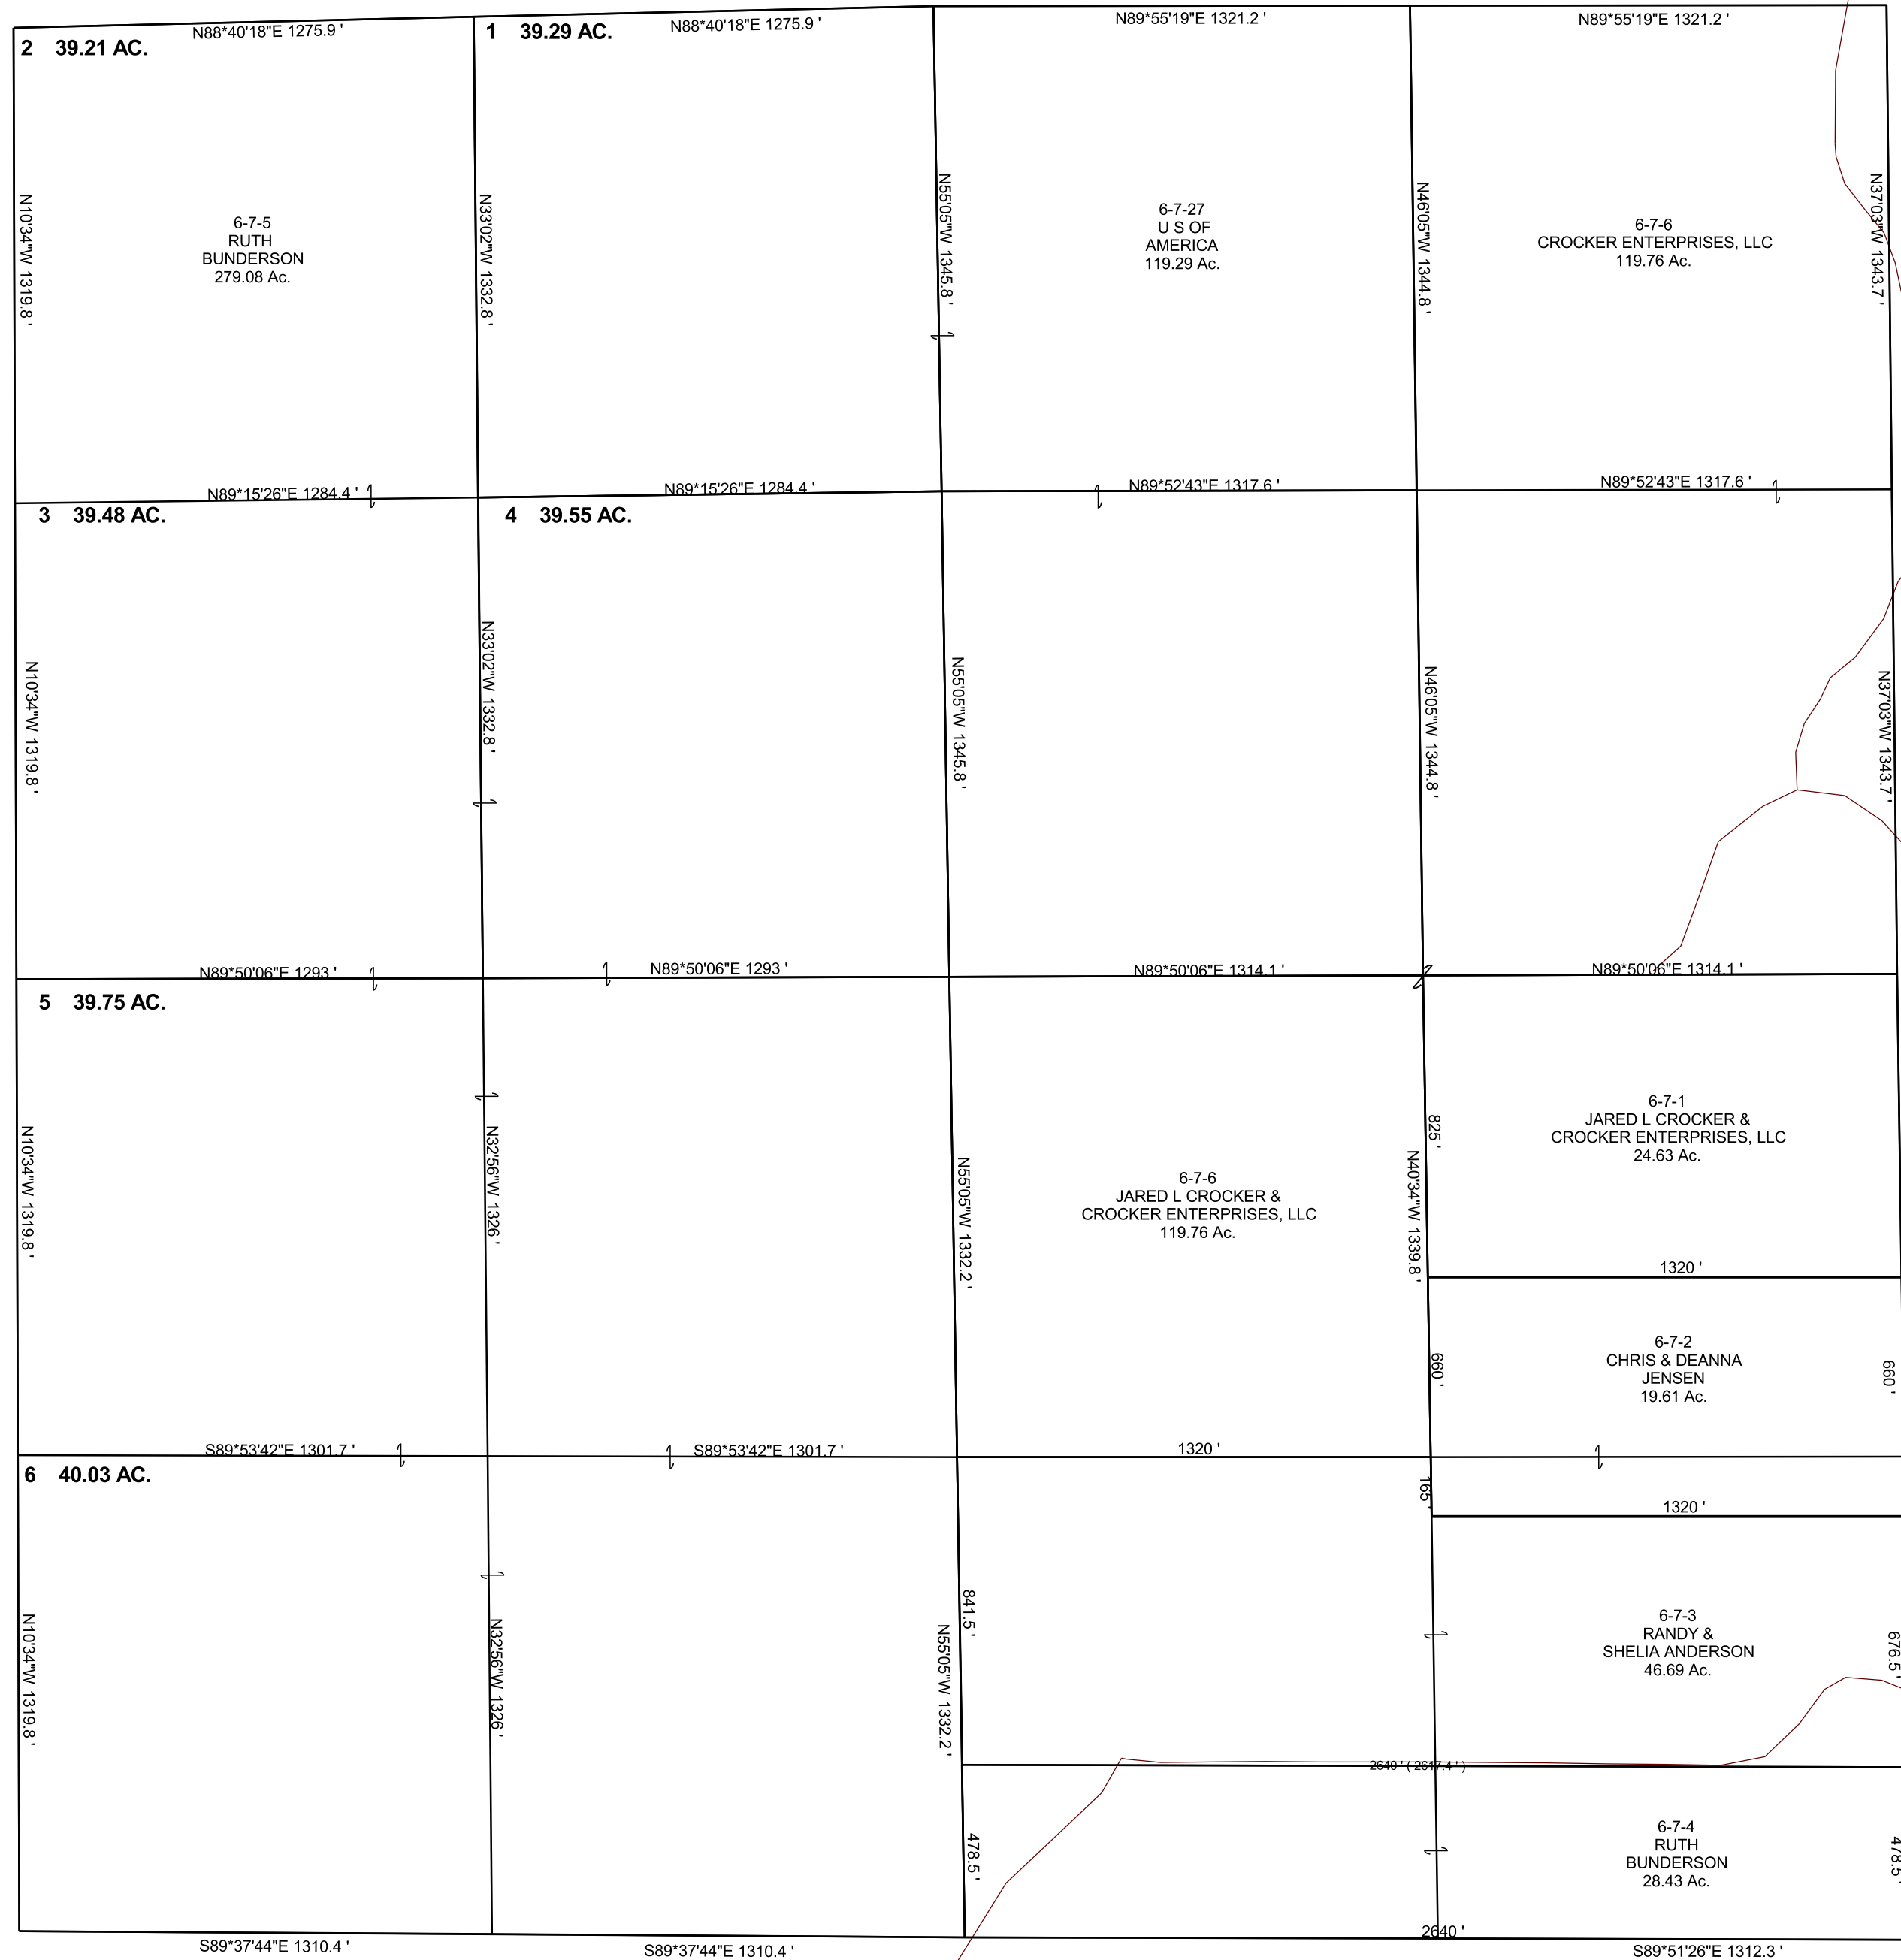 N88*40'18"E 1275.9 '
N88*40'18"E 1275.9 '
N89*55'19"E 1321.2 '
N89*55'19"E 1321.2 '
2 39.21 AC.
1 39.29 AC.
N10'34"W 1319.8 '
6-7-5
RUTH
BUNDERSON
279.08 Ac.
N33'02"W 1332.8 '
N55'05"W 1345.8 '
6-7-27
U S OF
AMERICA
119.29 Ac.
N46'05"W 1344.8 '
6-7-6
CROCKER ENTERPRISES, LLC
119.76 Ac.
N37'03"W 1343.7 '
N89*15'26"E 1284.4 '
N89*15'26"E 1284.4 '
N89*52'43"E 1317.6 '
N89*52'43"E 1317.6 '
3 39.48 AC.
4 39.55 AC.
N10'34"W 1319.8 '
N33'02"W 1332.8 '
N55'05"W 1345.8 '
N46'05"W 1344.8 '
N37'03"W 1343.7 '
N89*50'06"E 1293 '
N89*50'06"E 1293 '
N89*50'06"E 1314.1 '
N89*50'06"E 1314.1 '
5 39.75 AC.
N10'34"W 1319.8 '
N32'56"W 1326 '
N55'05"W 1332.2 '
6-7-6
JARED L CROCKER &
CROCKER ENTERPRISES, LLC
119.76 Ac.
825 '
N40'34"W 1339.8 '
6-7-1
JARED L CROCKER &
CROCKER ENTERPRISES, LLC
24.63 Ac.
1320 '
660 '
6-7-2
CHRIS & DEANNA
JENSEN
19.61 Ac.
660 '
S89*53'42"E 1301.7 '
S89*53'42"E 1301.7 '
1320 '
6 40.03 AC.
165 '
1320 '
N10'34"W 1319.8 '
N32'56"W 1326 '
841.5 '
N55'05"W 1332.2 '
6-7-3
RANDY &
SHELIA ANDERSON
46.69 Ac.
676.5 '
2640 ' ( 2617.4 ' )
478.5 '
6-7-4
RUTH
BUNDERSON
28.43 Ac.
478.5 '
2640 '
S89*37'44"E 1310.4 '
S89*37'44"E 1310.4 '
S89*51'26"E 1312.3 '